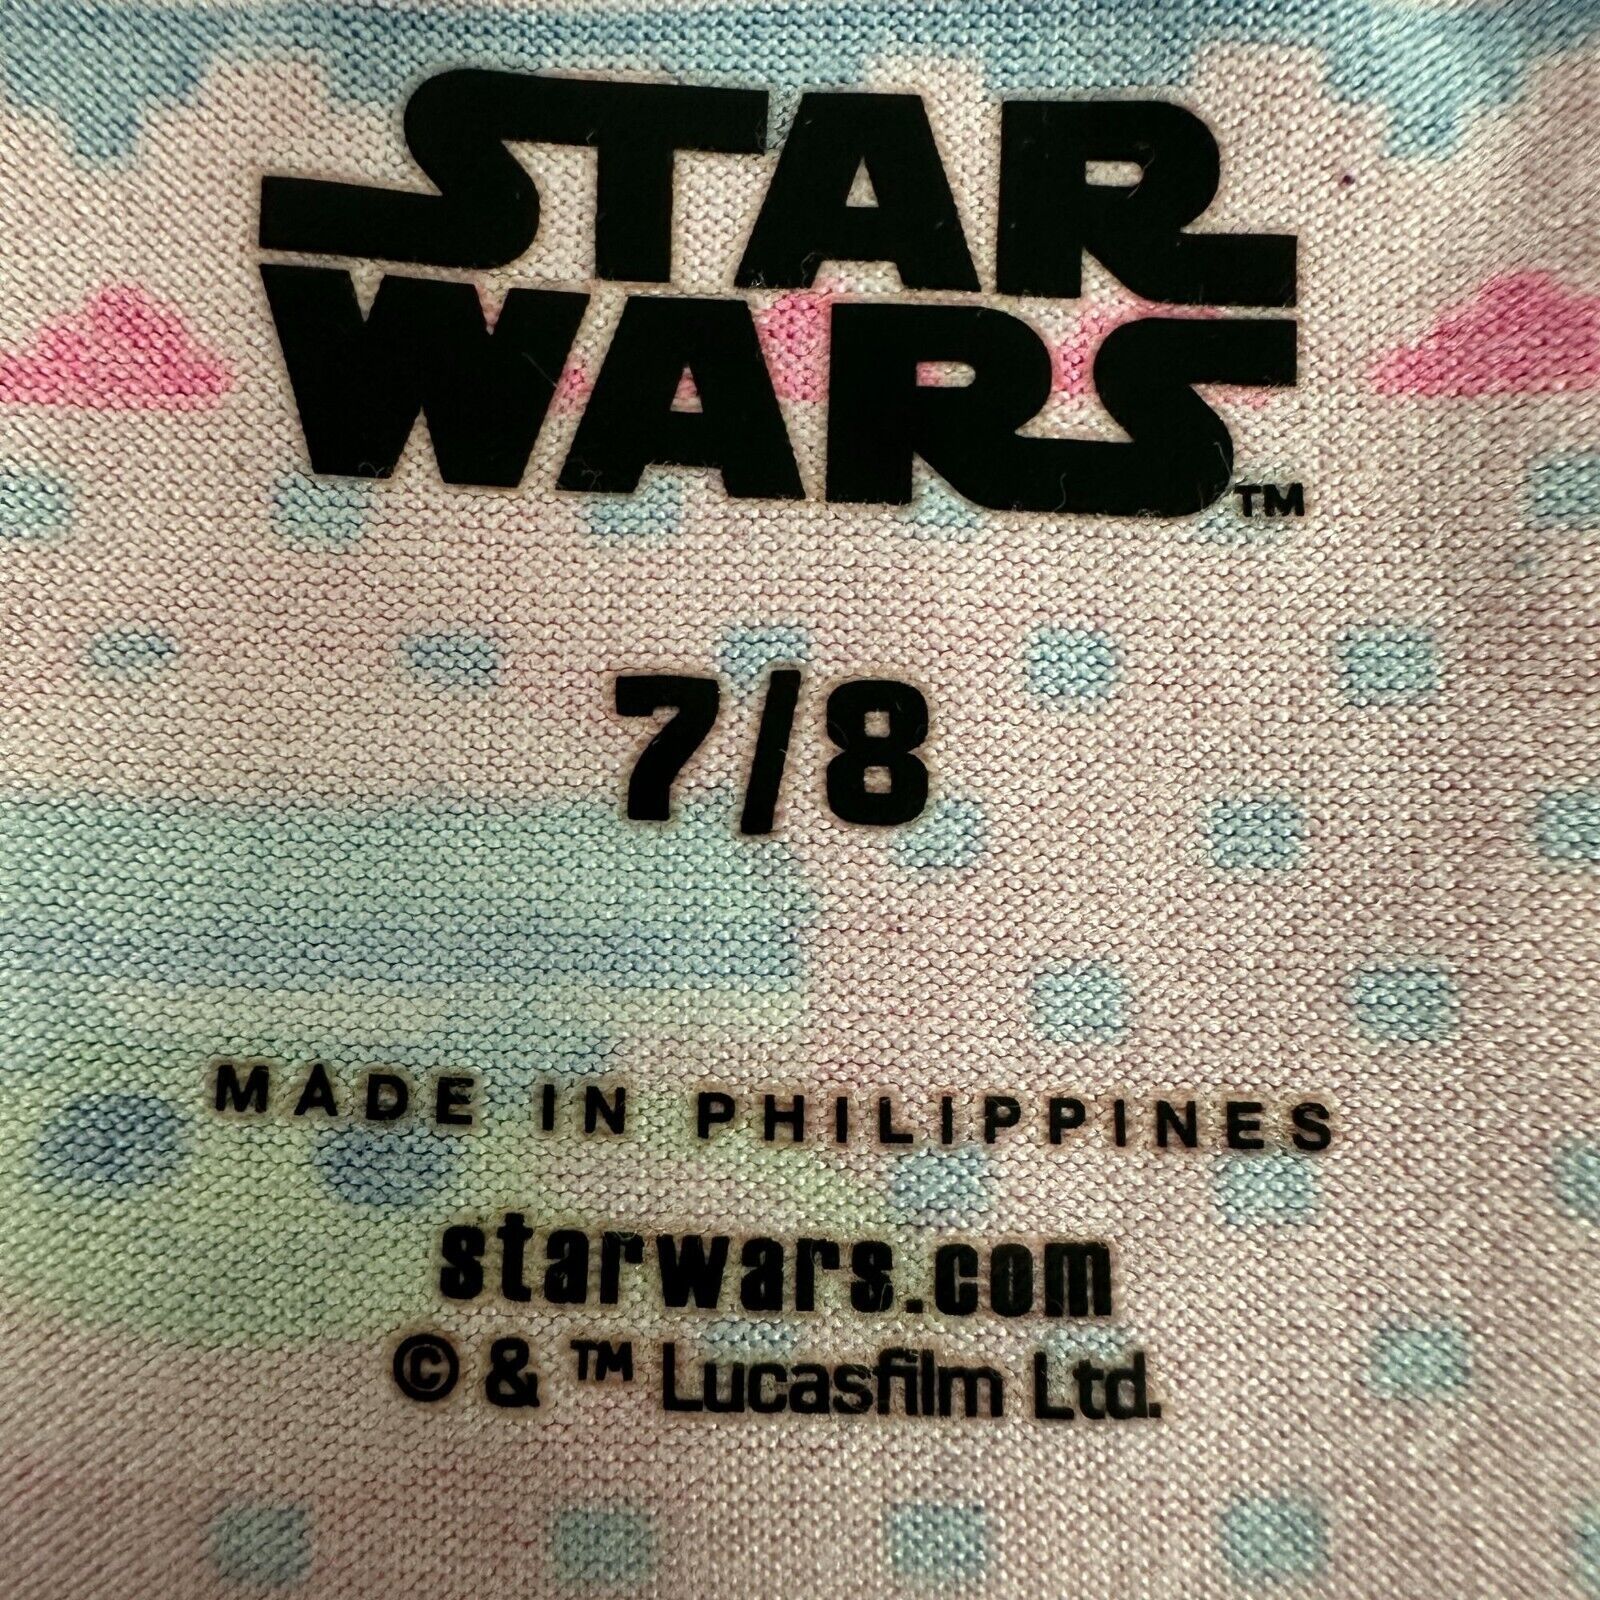 STAR
WARS™
7/8
MADE IN PHILIPPINES
starwars.com
© & ™ Lucasfilm Ltd.